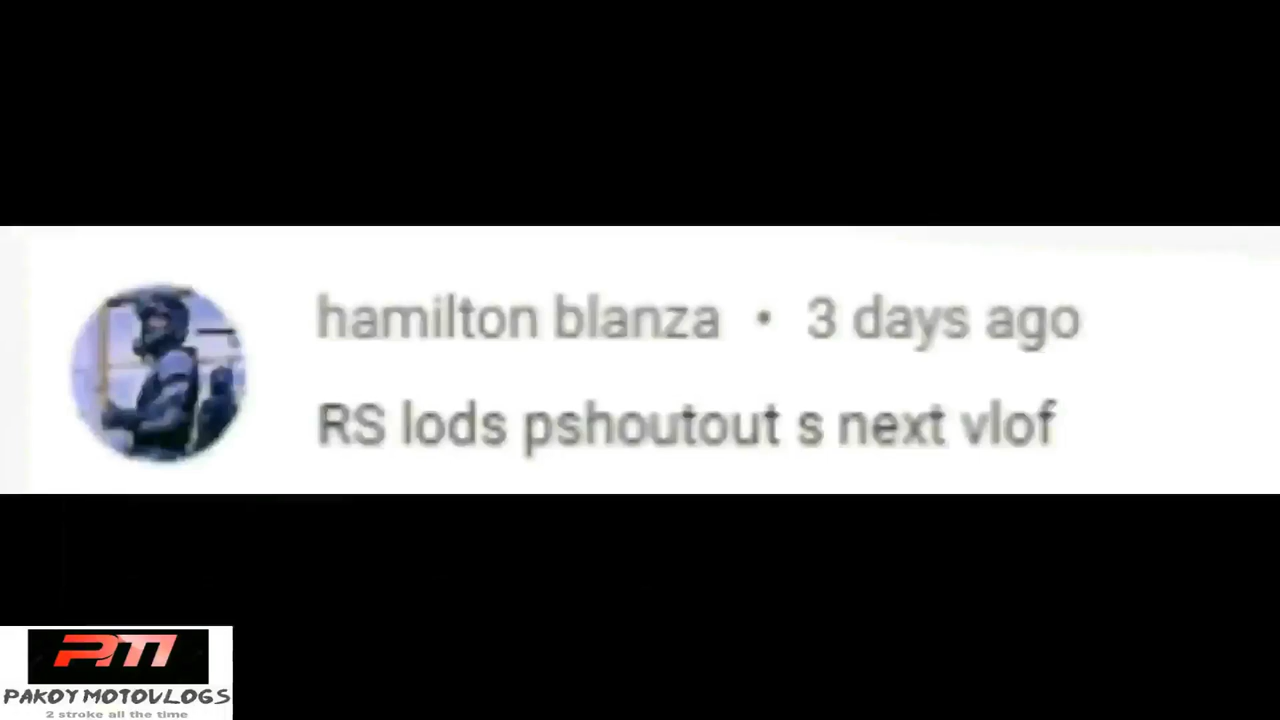 hamilton blanza • 3 days ago
RS lods pshoutout s next vlof
PM
PAKOY MOTOVLOGS
2 stroke all the time